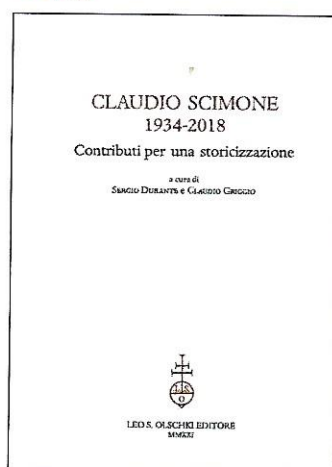 CLAUDIO SCIMONE
1934-2018
Contributi per una storicizzazione
a cura di
SERGIO DURANTE e CLAUDIO GRIGGIO
L S
O
LEO S. OLSCHKI EDITORE
MMXXI